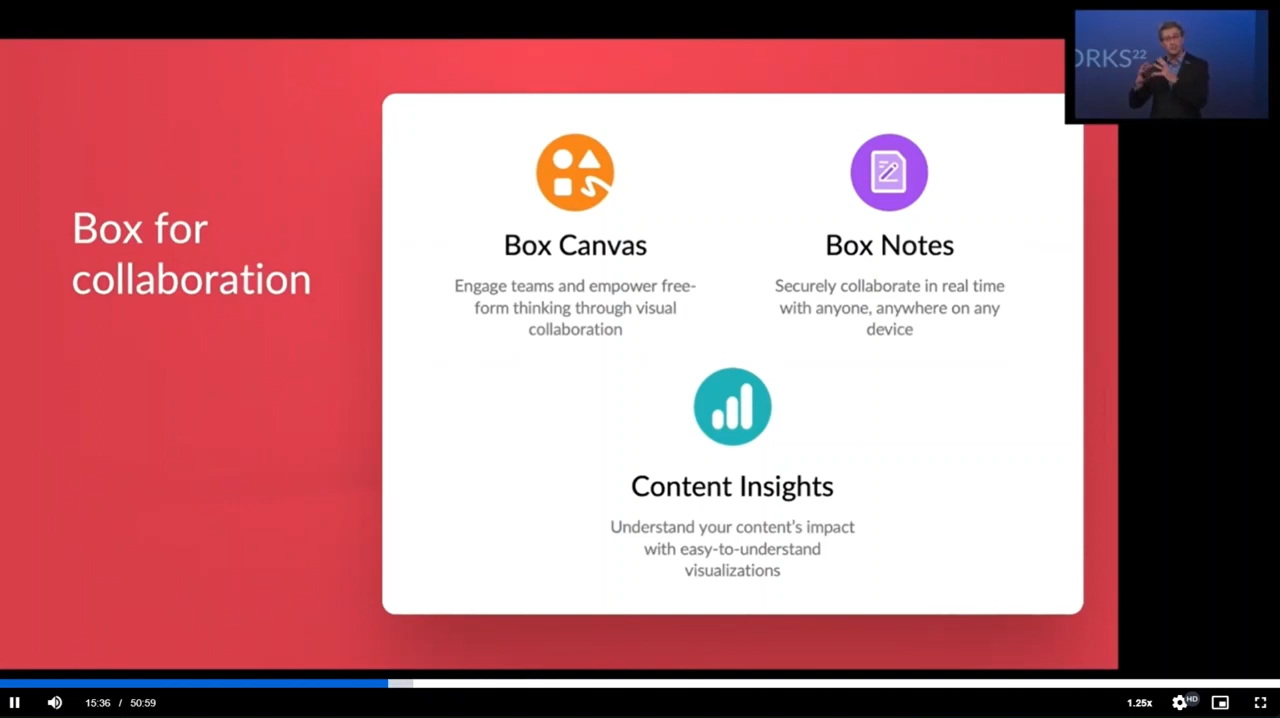 ORKS22
Box for
collaboration
Box Canvas
Engage teams and empower free-
form thinking through visual
collaboration
Box Notes
Securely collaborate in real time
with anyone, anywhere on any
device
Content Insights
Understand your content's impact
with easy-to-understand
visualizations
15:36 / 50:59
1.25x
HD